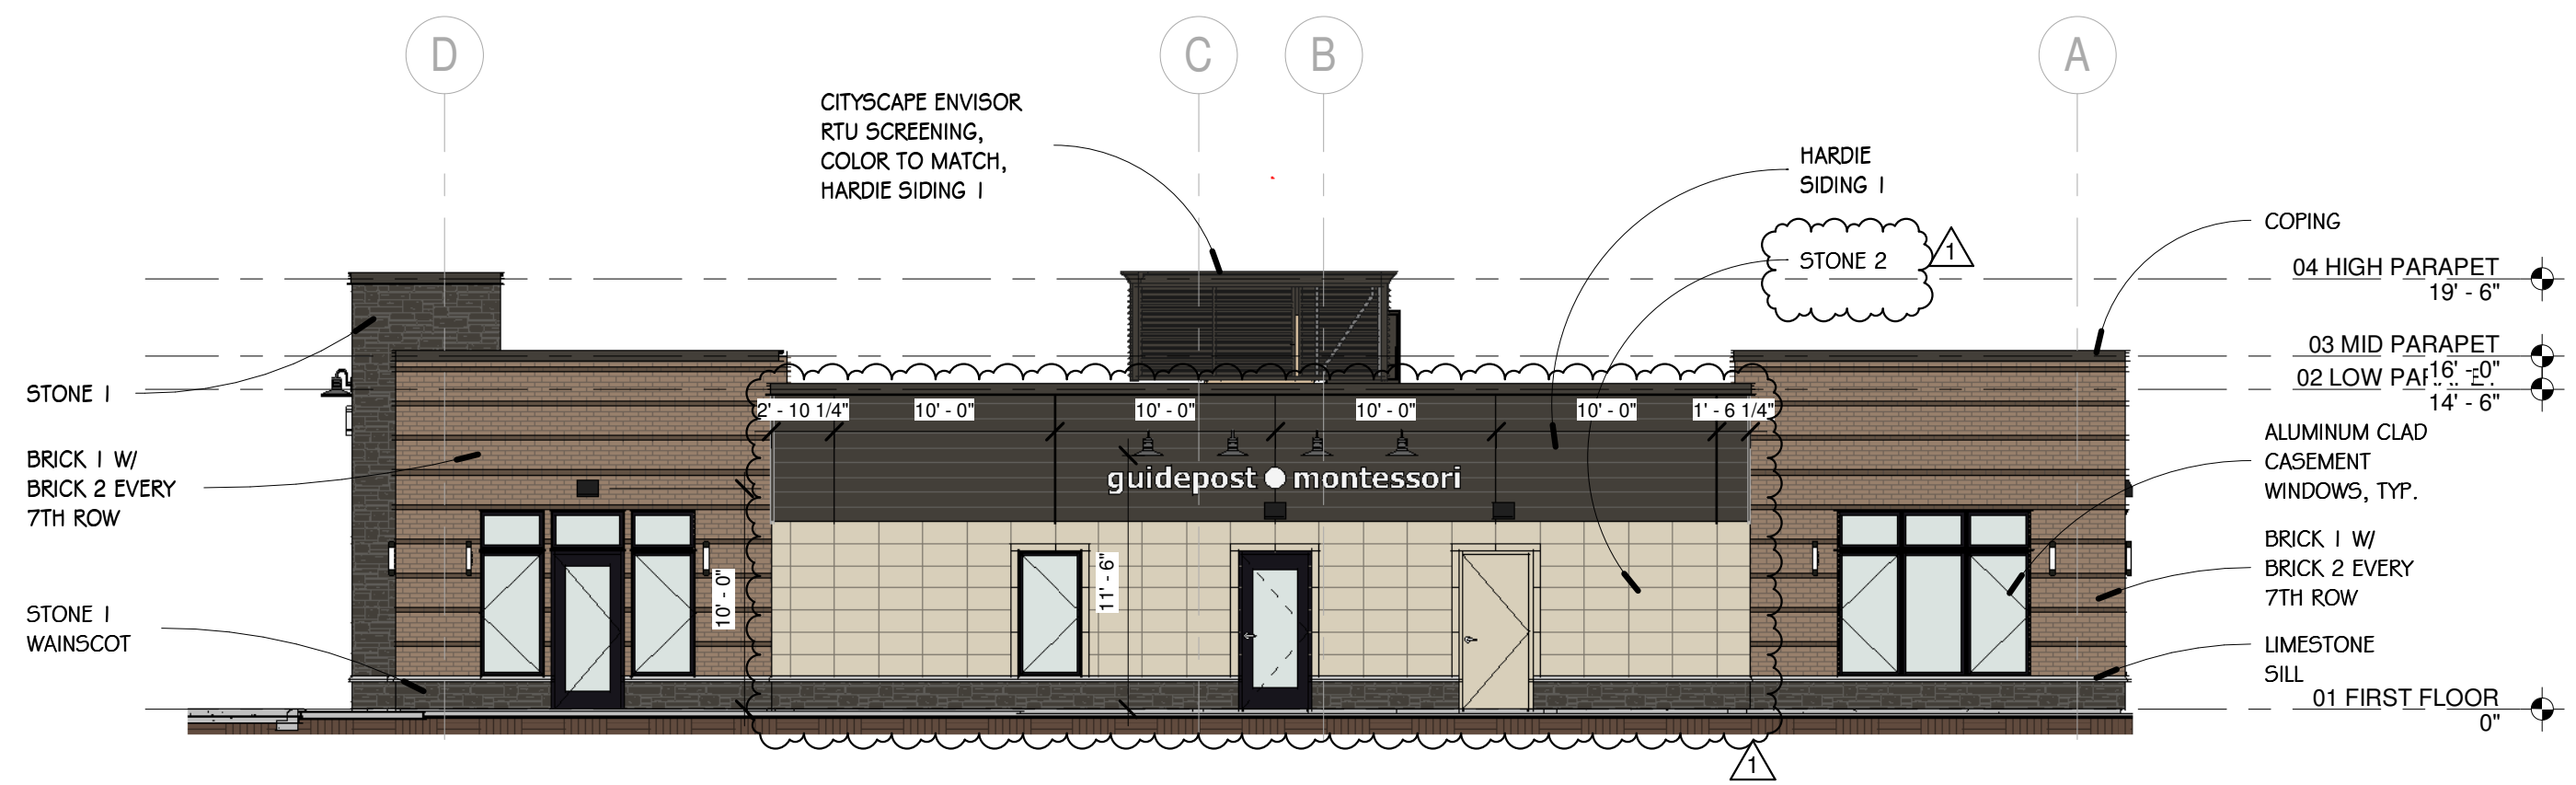 D
C
B
A
CITYSCAPE ENVISOR
RTU SCREENING,
COLOR TO MATCH,
HARDIE SIDING 1
HARDIE
SIDING 1
STONE 2
1
COPING
04 HIGH PARAPET
19' - 6"
03 MID PARAPET
16' - 0"
02 LOW
14' - 6"
STONE 1
BRICK 1 W/
BRICK 2 EVERY
7TH ROW
STONE 1
WAINSCOT
2' - 10 1/4"
10' - 0"
10' - 0"
10' - 0"
10' - 0"
1' - 6 1/4"
guidepost montessori
10' - 0"
11' - 6"
ALUMINUM CLAD
CASEMENT
WINDOWS, TYP.
BRICK 1 W/
BRICK 2 EVERY
7TH ROW
LIMESTONE
SILL
01 FIRST FLOOR
0"
1